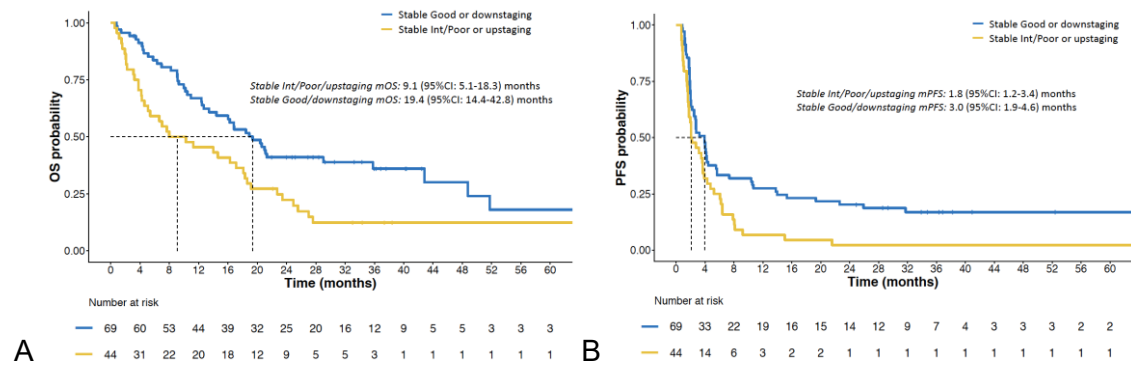 Stable Good or downstaging
Stable Int/Poor or upstaging
Stable Int/Poor/upstaging mOS: 9.1 (95%CI: 5.1-18.3) months
Stable Good/downstaging mOS: 19.4 (95%CI: 14.4-42.8) months
OS probability
1.00
0.75
0.50
0.25
0.00
0 4 8 12 16 20 24 28 32 36 40 44 48 52 56 60
Time (months)
Number at risk
69 60 53 44 39 32 25 20 16 12 9 5 5 3 3 3
44 31 22 20 18 12 9 5 5 3 1 1 1 1 1 1
A
Stable Good or downstaging
Stable Int/Poor or upstaging
Stable Int/Poor/upstaging mPFS: 1.8 (95%CI: 1.2-3.4) months
Stable Good/downstaging mPFS: 3.0 (95%CI: 1.9-4.6) months
PFS probability
1.00
0.75
0.50
0.25
0.00
0 4 8 12 16 20 24 28 32 36 40 44 48 52 56 60
Time (months)
Number at risk
69 33 22 19 16 15 14 12 9 7 4 3 3 3 2 2
44 14 6 3 2 2 1 1 1 1 1 1 1 1 1 1
B